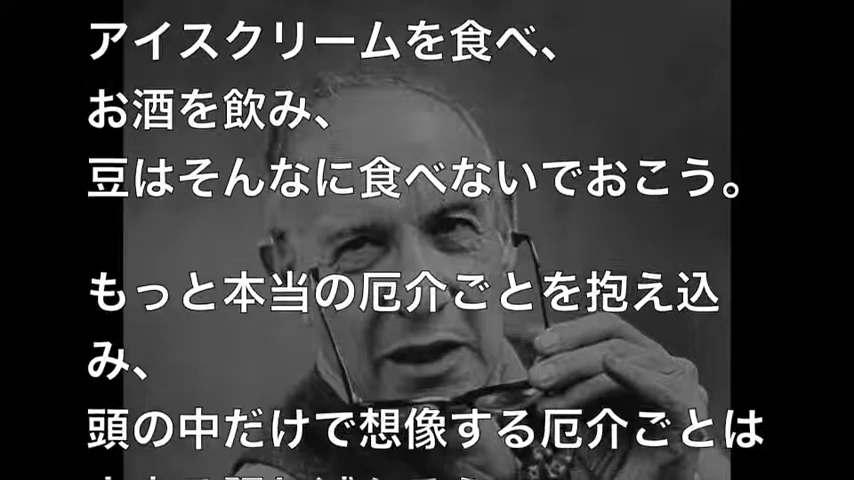 アイスクリームを食べ、
お酒を飲み、
豆はそんなに食べないでおこう。
もっと本当の厄介ごとを抱え込
み、
頭の中だけで想像する厄介ごとは